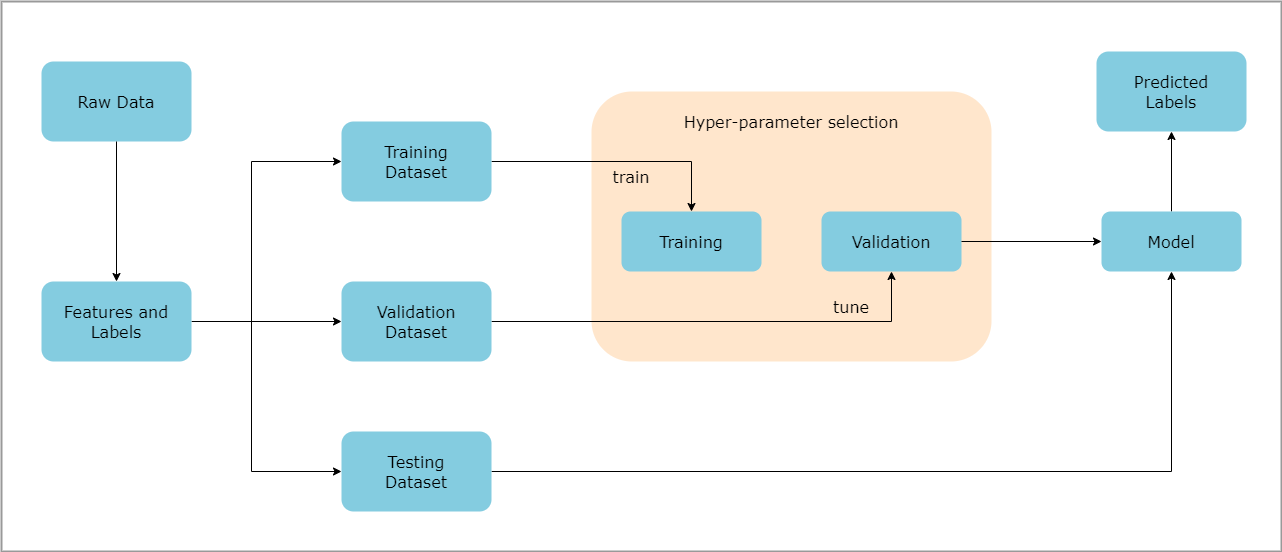 Raw Data
Features and
Labels
Training
Dataset
Validation
Dataset
Testing
Dataset
Hyper-parameter selection
train
Training
Validation
tune
Predicted
Labels
Model